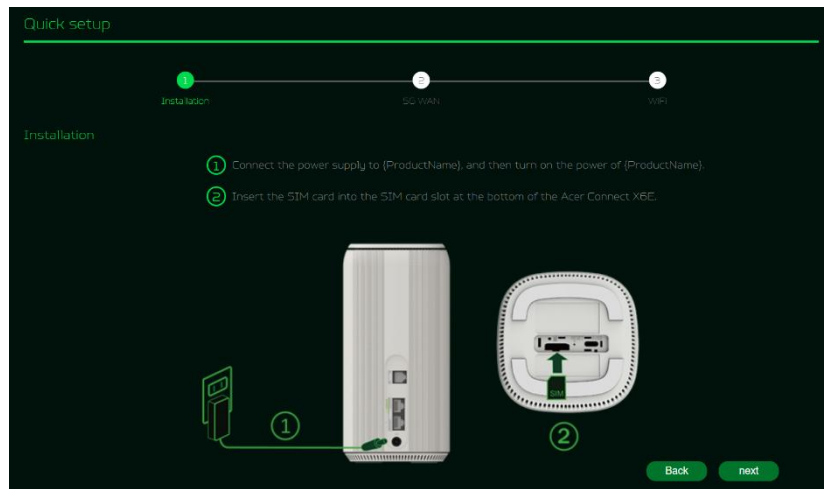 Quick setup
1
2
3
Installation
5G WAN
WIFI
Installation
1 Connect the power supply to {ProductName}, and then turn on the power of {ProductName}.
2 Insert the SIM card into the SIM card slot at the bottom of the Acer Connect X6E.
SIM
1
2
Back
next